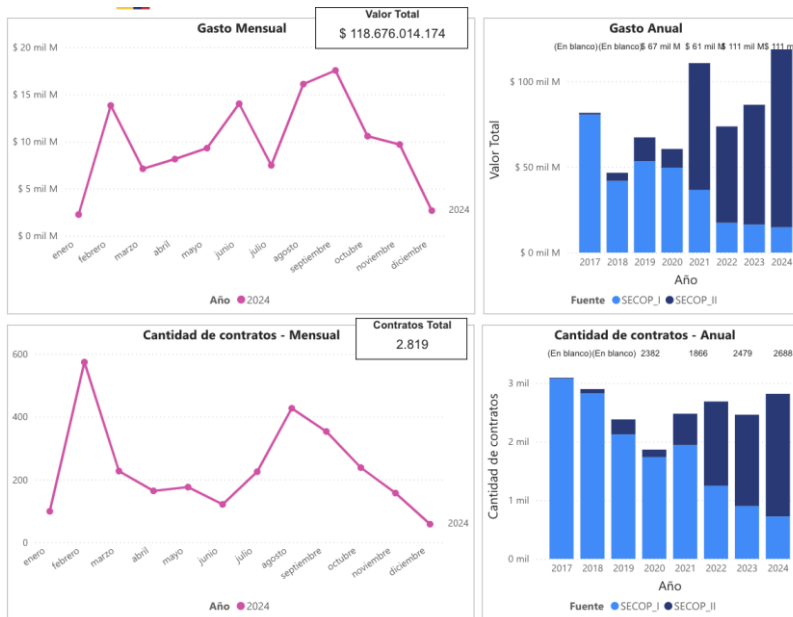 Gasto Mensual
Valor Total
$ 118.676.014.174
$ 20 mil M
$ 15 mil M
$ 10 mil M
$ 5 mil M
$ 0 mil M
2024
enero
febrero
marzo
abril
mayo
junio
julio
agosto
septiembre
octubre
noviembre
diciembre
Año 2024
Gasto Anual
(En blanco) (En blanco) $ 67 mil M $ 61 mil M $ 111 mil M $ 111 m
Valor Total
$ 100 mil M
$ 50 mil M
$ 0 mil M
2017 2018 2019 2020 2021 2022 2023 2024
Año
Fuente SECOP_I SECOP_II
Cantidad de contratos - Mensual
Contratos Total
2.819
600
400
200
0
2024
enero
febrero
marzo
abril
mayo
junio
julio
agosto
septiembre
octubre
noviembre
diciembre
Año 2024
Cantidad de contratos - Anual
(En blanco) (En blanco) 2382 1866 2479 2688
Cantidad de contratos
3 mil
2 mil
1 mil
0 mil
2017 2018 2019 2020 2021 2022 2023 2024
Año
Fuente SECOP_I SECOP_II